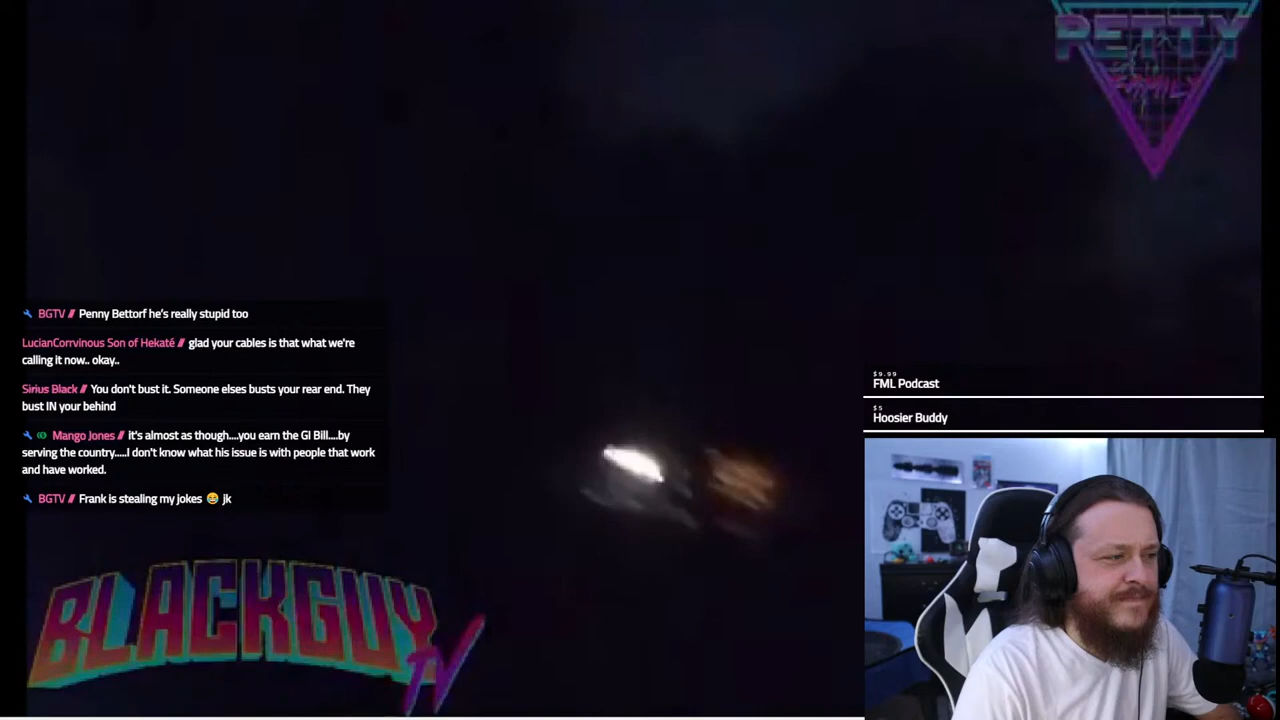 PETTY
FAMILY
BGTV // Penny Bettorf he's really stupid too
LucianCorrvinous Son of Hekaté // glad your cables is that what we're
calling it now.. okay..
Sirius Black // You don't bust it. Someone elses busts your rear end. They
bust IN your behind
Mango Jones // it's almost as though....you earn the GI Bill....by
serving the country.....I don't know what his issue is with people that work
and have worked.
BGTV // Frank is stealing my jokes 😂 jk
$9.99
FML Podcast
$5
Hoosier Buddy
BLACKGUY
TV